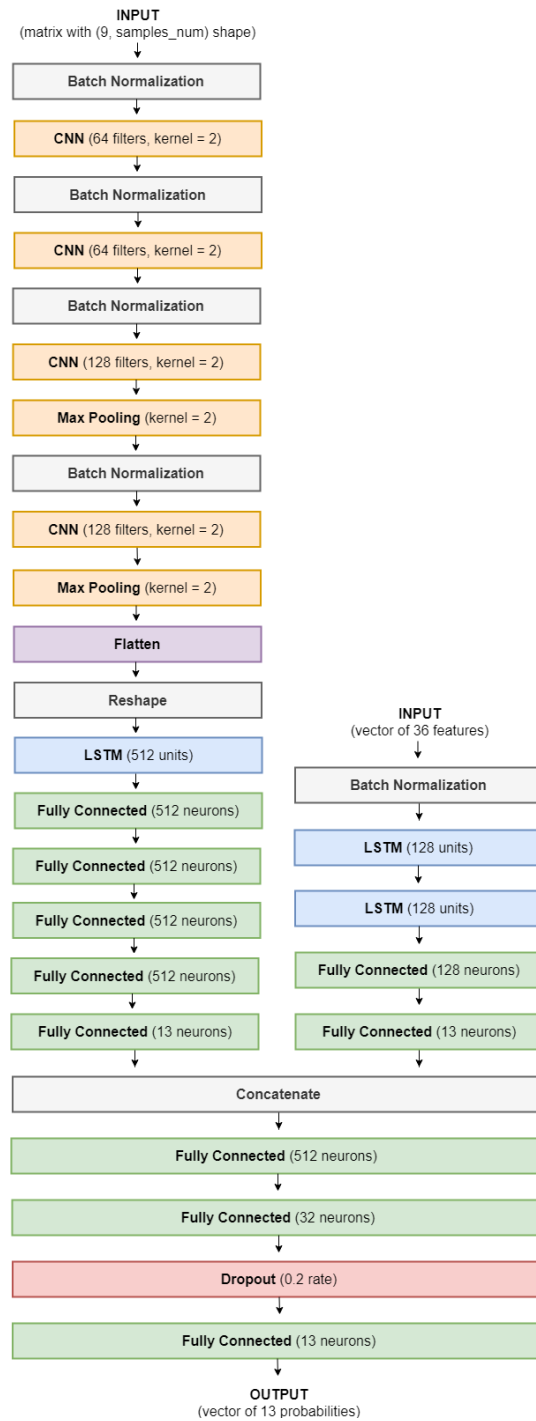 INPUT
(matrix with (9, samples_num) shape)
Batch Normalization
CNN (64 filters, kernel = 2)
Batch Normalization
CNN (64 filters, kernel = 2)
Batch Normalization
CNN (128 filters, kernel = 2)
Max Pooling (kernel = 2)
Batch Normalization
CNN (128 filters, kernel = 2)
Max Pooling (kernel = 2)
Flatten
Reshape
LSTM (512 units)
Fully Connected (512 neurons)
Fully Connected (512 neurons)
Fully Connected (512 neurons)
Fully Connected (512 neurons)
Fully Connected (13 neurons)
INPUT
(vector of 36 features)
Batch Normalization
LSTM (128 units)
LSTM (128 units)
Fully Connected (128 neurons)
Fully Connected (13 neurons)
Concatenate
Fully Connected (512 neurons)
Fully Connected (32 neurons)
Dropout (0.2 rate)
Fully Connected (13 neurons)
OUTPUT
(vector of 13 probabilities)